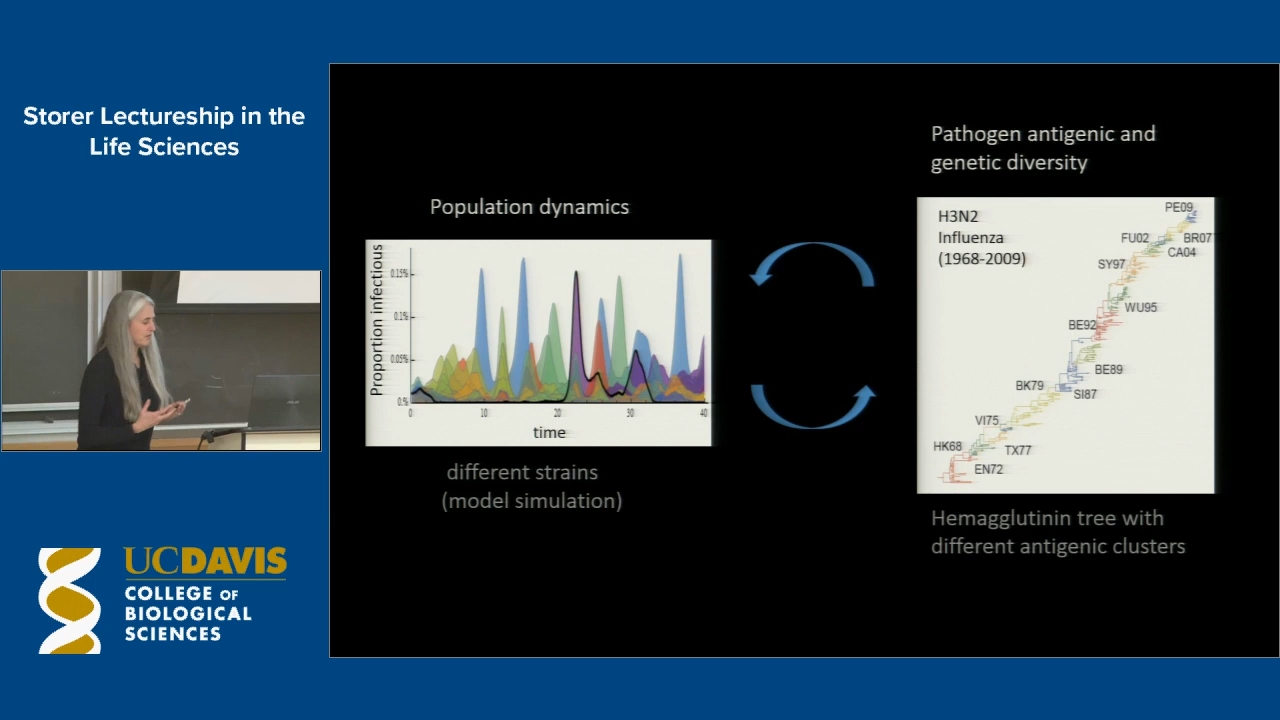 Storer Lectureship in the
Life Sciences
UCDAVIS
COLLEGE OF
BIOLOGICAL
SCIENCES
Population dynamics
Proportion infectious
0.15%
0.1%
0.05%
0.%
0
10
20
30
40
time
different strains
(model simulation)
Pathogen antigenic and
genetic diversity
H3N2
Influenza
(1968-2009)
PE09
FU02
BR07
CA04
SY97
WU95
BE92
BE89
BK79
SI87
VI75
HK68
TX77
EN72
Hemagglutinin tree with
different antigenic clusters